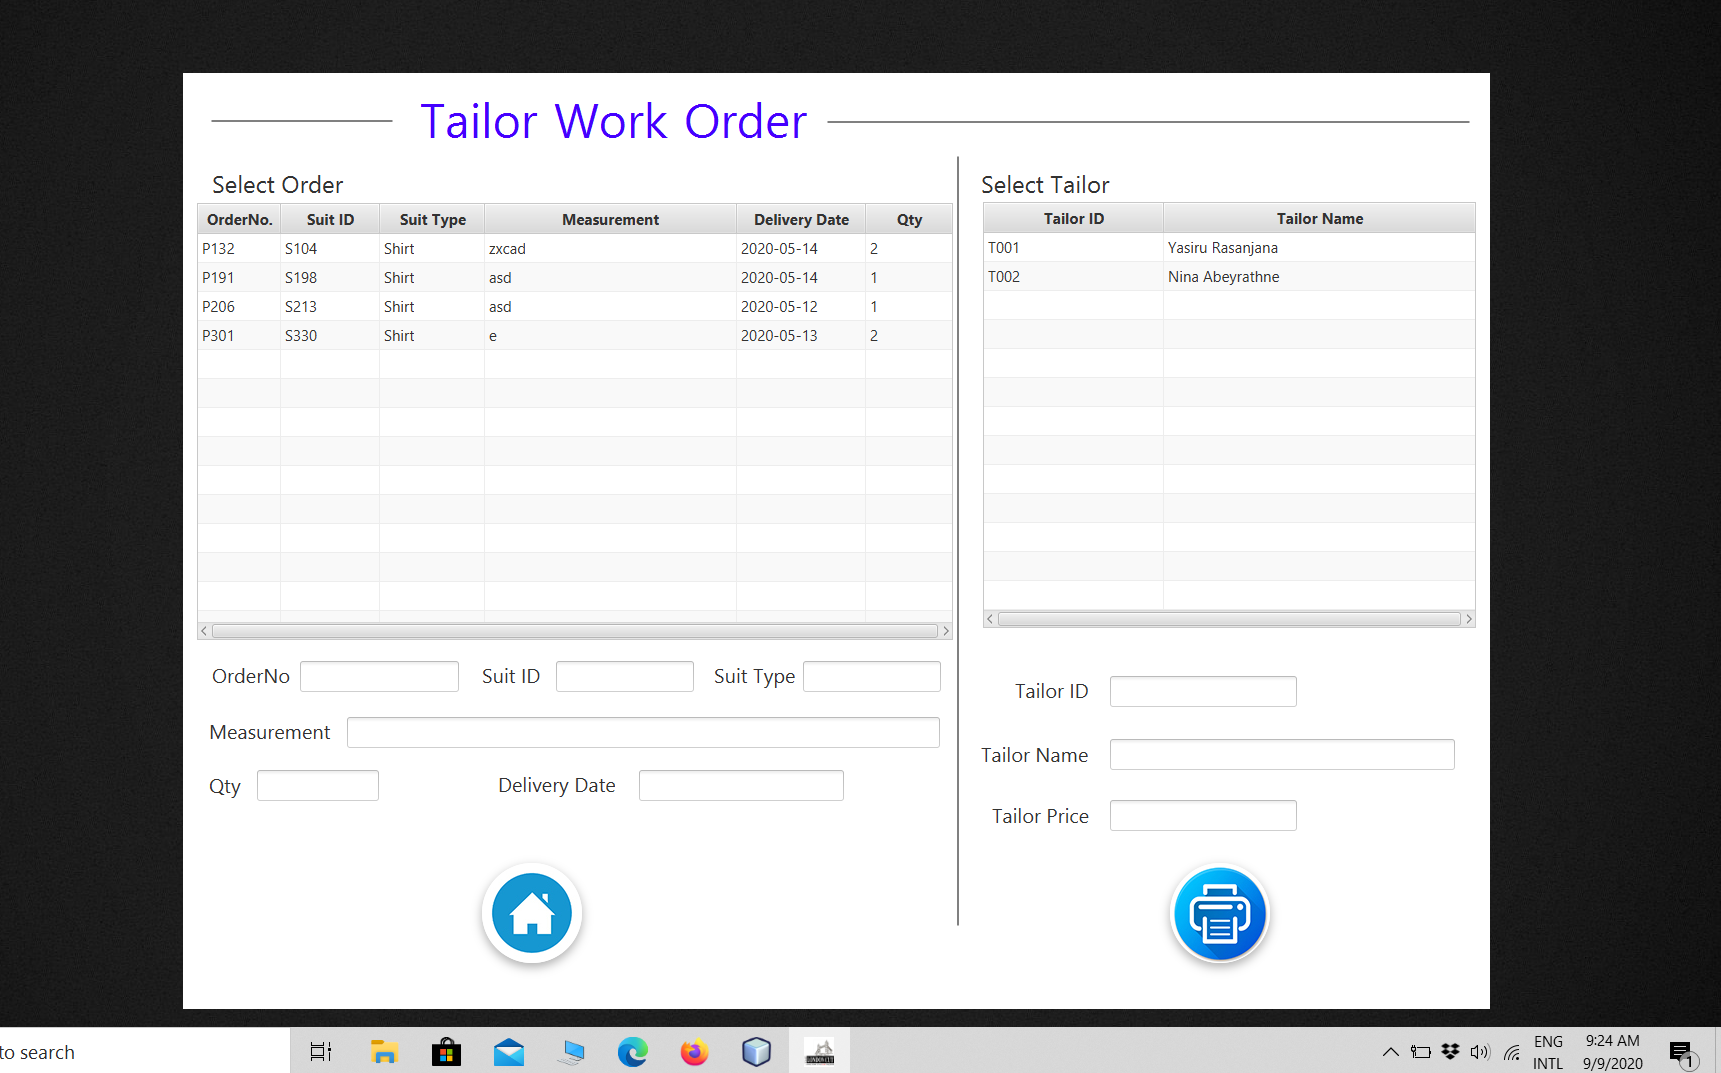 Tailor Work Order
Select Order
OrderNo. Suit ID Suit Type Measurement Delivery Date Qty
P132 S104 Shirt zxcad 2020-05-14 2
P191 S198 Shirt asd 2020-05-14 1
P206 S213 Shirt asd 2020-05-12 1
P301 S330 Shirt e 2020-05-13 2
OrderNo Suit ID Suit Type
Measurement
Qty Delivery Date
Select Tailor
Tailor ID Tailor Name
T001 Yasiru Rasanjana
T002 Nina Abeyrathne
Tailor ID
Tailor Name
Tailor Price
to search
ENG
INTL
9:24 AM
9/9/2020
1